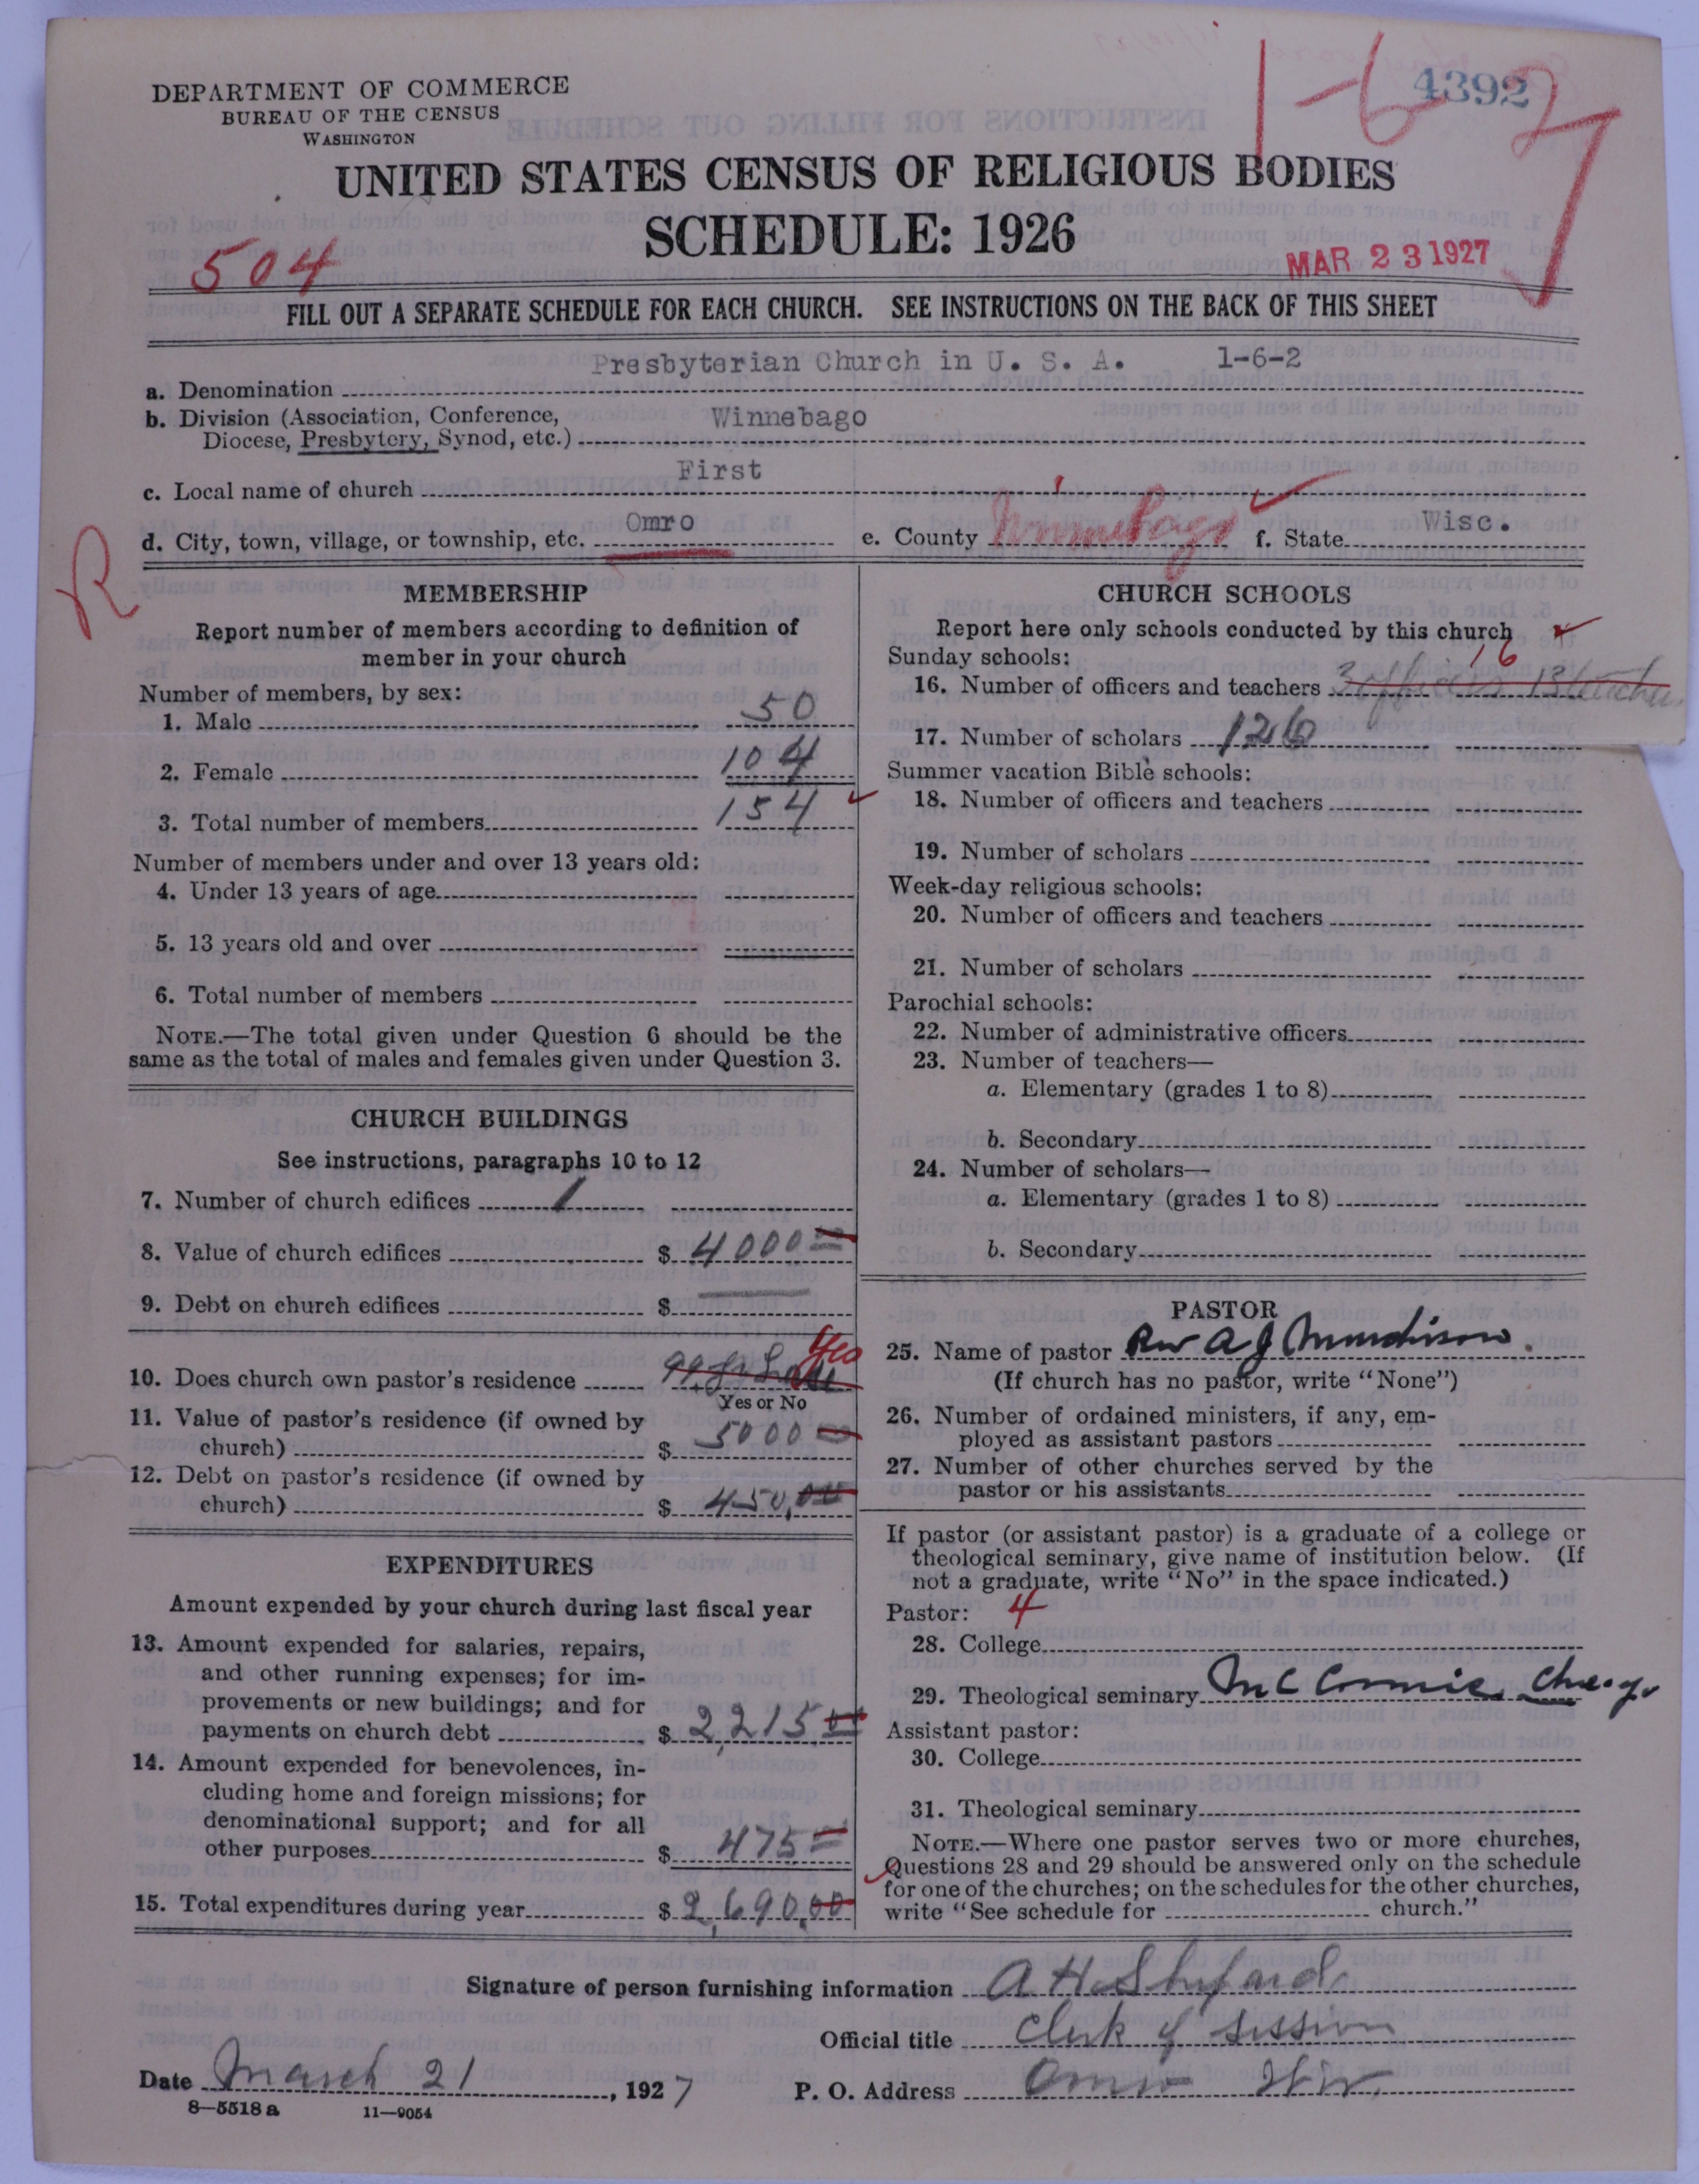 DEPARTMENT OF COMMERCE
BUREAU OF THE CENSUS
WASHINGTON
1-6-2
4392
UNITED STATES CENSUS OF RELIGIOUS BODIES
SCHEDULE: 1926
504
MAR 23 1927
FILL OUT A SEPARATE SCHEDULE FOR EACH CHURCH. SEE INSTRUCTIONS ON THE BACK OF THIS SHEET
a. Denomination Presbyterian Church in U. S. A. 1-6-2
b. Division (Association, Conference,
Diocese, Presbytery, Synod, etc.) Winnebago
c. Local name of church First
d. City, town, village, or township, etc. Omro e. County Winnebago f. State Wisc.
R
MEMBERSHIP
Report number of members according to definition of
member in your church
Number of members, by sex:
1. Male 50
2. Female 104
3. Total number of members 154
Number of members under and over 13 years old:
4. Under 13 years of age
5. 13 years old and over
6. Total number of members
NOTE.—The total given under Question 6 should be the
same as the total of males and females given under Question 3.
CHURCH BUILDINGS
See instructions, paragraphs 10 to 12
7. Number of church edifices 1
8. Value of church edifices $ 4000
9. Debt on church edifices $
10. Does church own pastor's residence Yes
Yes or No
11. Value of pastor's residence (if owned by
church) $ 5000
12. Debt on pastor's residence (if owned by
church) $ 450.00
EXPENDITURES
Amount expended by your church during last fiscal year
13. Amount expended for salaries, repairs,
and other running expenses; for im-
provements or new buildings; and for
payments on church debt $ 2,215
14. Amount expended for benevolences, in-
cluding home and foreign missions; for
denominational support; and for all
other purposes $ 475
15. Total expenditures during year $ 2,690.00
CHURCH SCHOOLS
Report here only schools conducted by this church
Sunday schools:
16. Number of officers and teachers 3 officers 13 teachers 16
17. Number of scholars 126
Summer vacation Bible schools:
18. Number of officers and teachers
19. Number of scholars
Week-day religious schools:
20. Number of officers and teachers
21. Number of scholars
Parochial schools:
22. Number of administrative officers
23. Number of teachers—
a. Elementary (grades 1 to 8)
b. Secondary
24. Number of scholars—
a. Elementary (grades 1 to 8)
b. Secondary
PASTOR
25. Name of pastor Rev A J
(If church has no pastor, write "None")
26. Number of ordained ministers, if any, em-
ployed as assistant pastors
27. Number of other churches served by the
pastor or his assistants
If pastor (or assistant pastor) is a graduate of a college or
theological seminary, give name of institution below. (If
not a graduate, write "No" in the space indicated.)
Pastor: 4
28. College
29. Theological seminary McCormic Chicago
Assistant pastor:
30. College
31. Theological seminary
NOTE.—Where one pastor serves two or more churches,
Questions 28 and 29 should be answered only on the schedule
for one of the churches; on the schedules for the other churches,
write "See schedule for church."
Signature of person furnishing information A H
Official title Clerk of Session
Date March 21, 1927 P. O. Address Omro Wis.
8—5518 a 11—9054